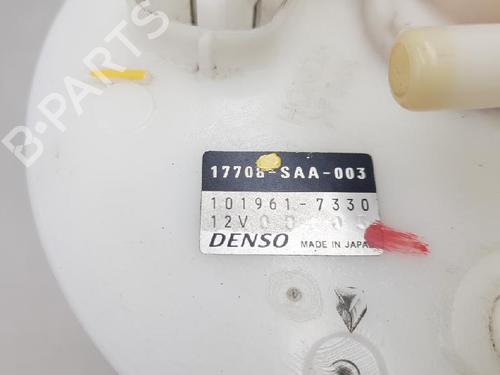 B-PARTS
17708-SAA-003
101961-7330
12V
DENSO MADE IN JAPAN